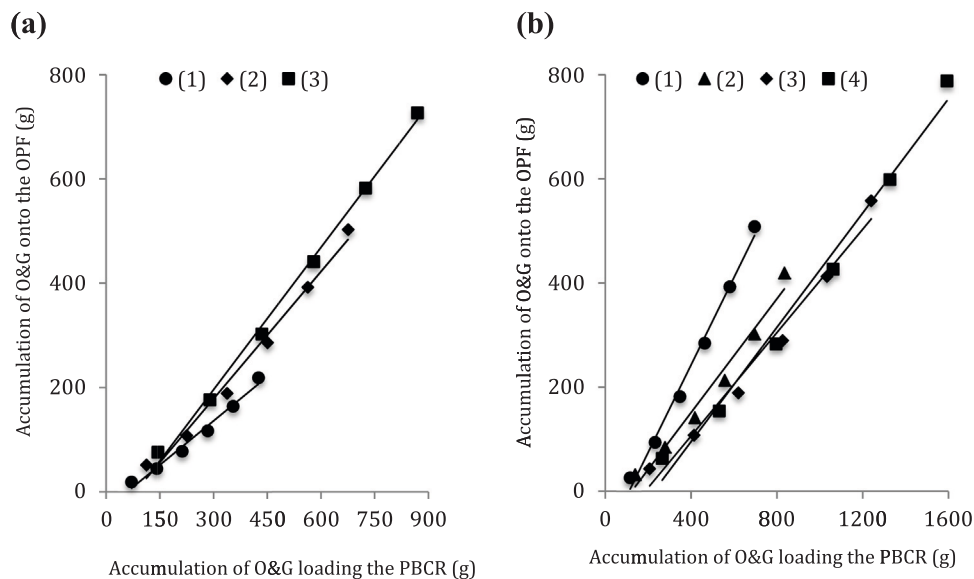 (a)
800
(1) (2) (3)
600
400
200
0
0 150 300 450 600 750 900
Accumulation of O&G onto the OPF (g)
Accumulation of O&G loading the PBCR (g)
(b)
800
(1) (2) (3) (4)
600
400
200
0
0 400 800 1200 1600
Accumulation of O&G onto the OPF (g)
Accumulation of O&G loading the PBCR (g)